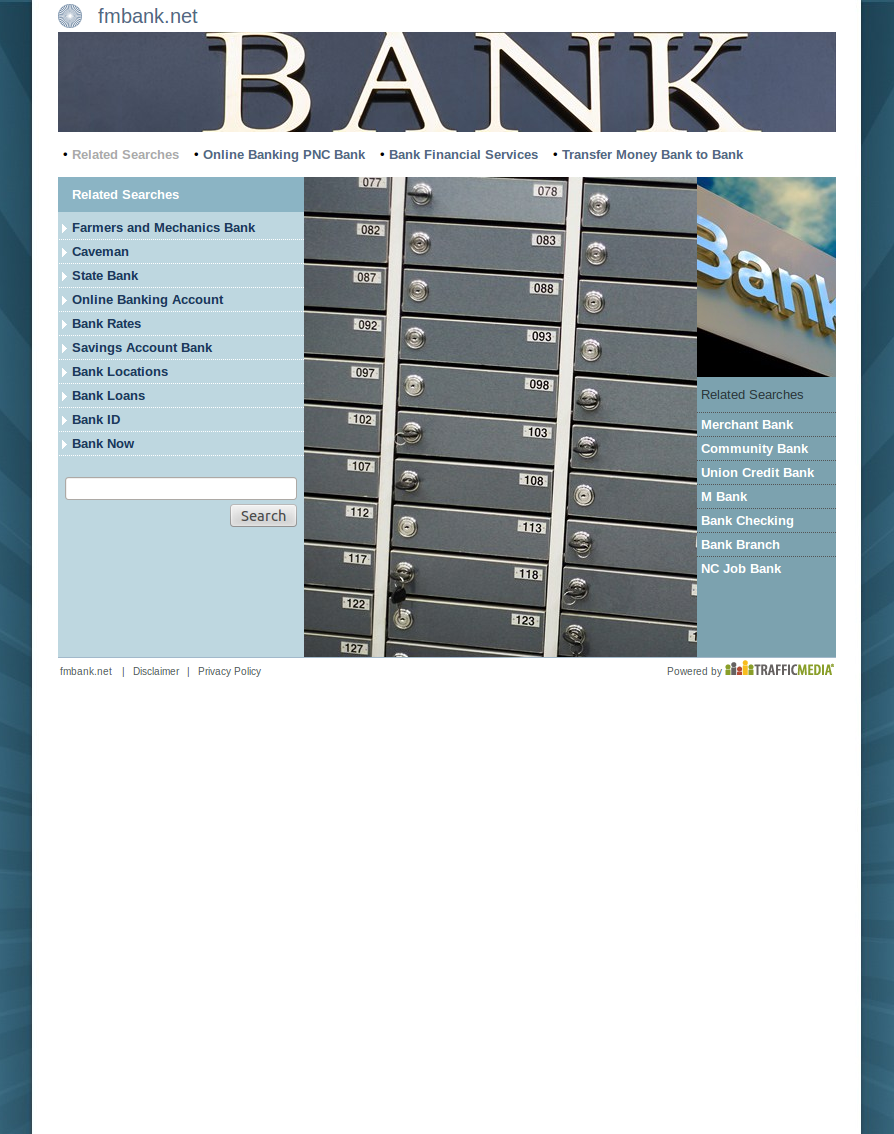 fmbank.net
BANK
• Related Searches • Online Banking PNC Bank • Bank Financial Services • Transfer Money Bank to Bank
Related Searches
Farmers and Mechanics Bank
Caveman
State Bank
Online Banking Account
Bank Rates
Savings Account Bank
Bank Locations
Bank Loans
Bank ID
Bank Now
Search
077
078
082
083
087
088
092
093
097
098
102
103
107
108
112
113
117
118
122
123
127
Bank
Related Searches
Merchant Bank
Community Bank
Union Credit Bank
M Bank
Bank Checking
Bank Branch
NC Job Bank
fmbank.net | Disclaimer | Privacy Policy
Powered by TRAFFICMEDIA®